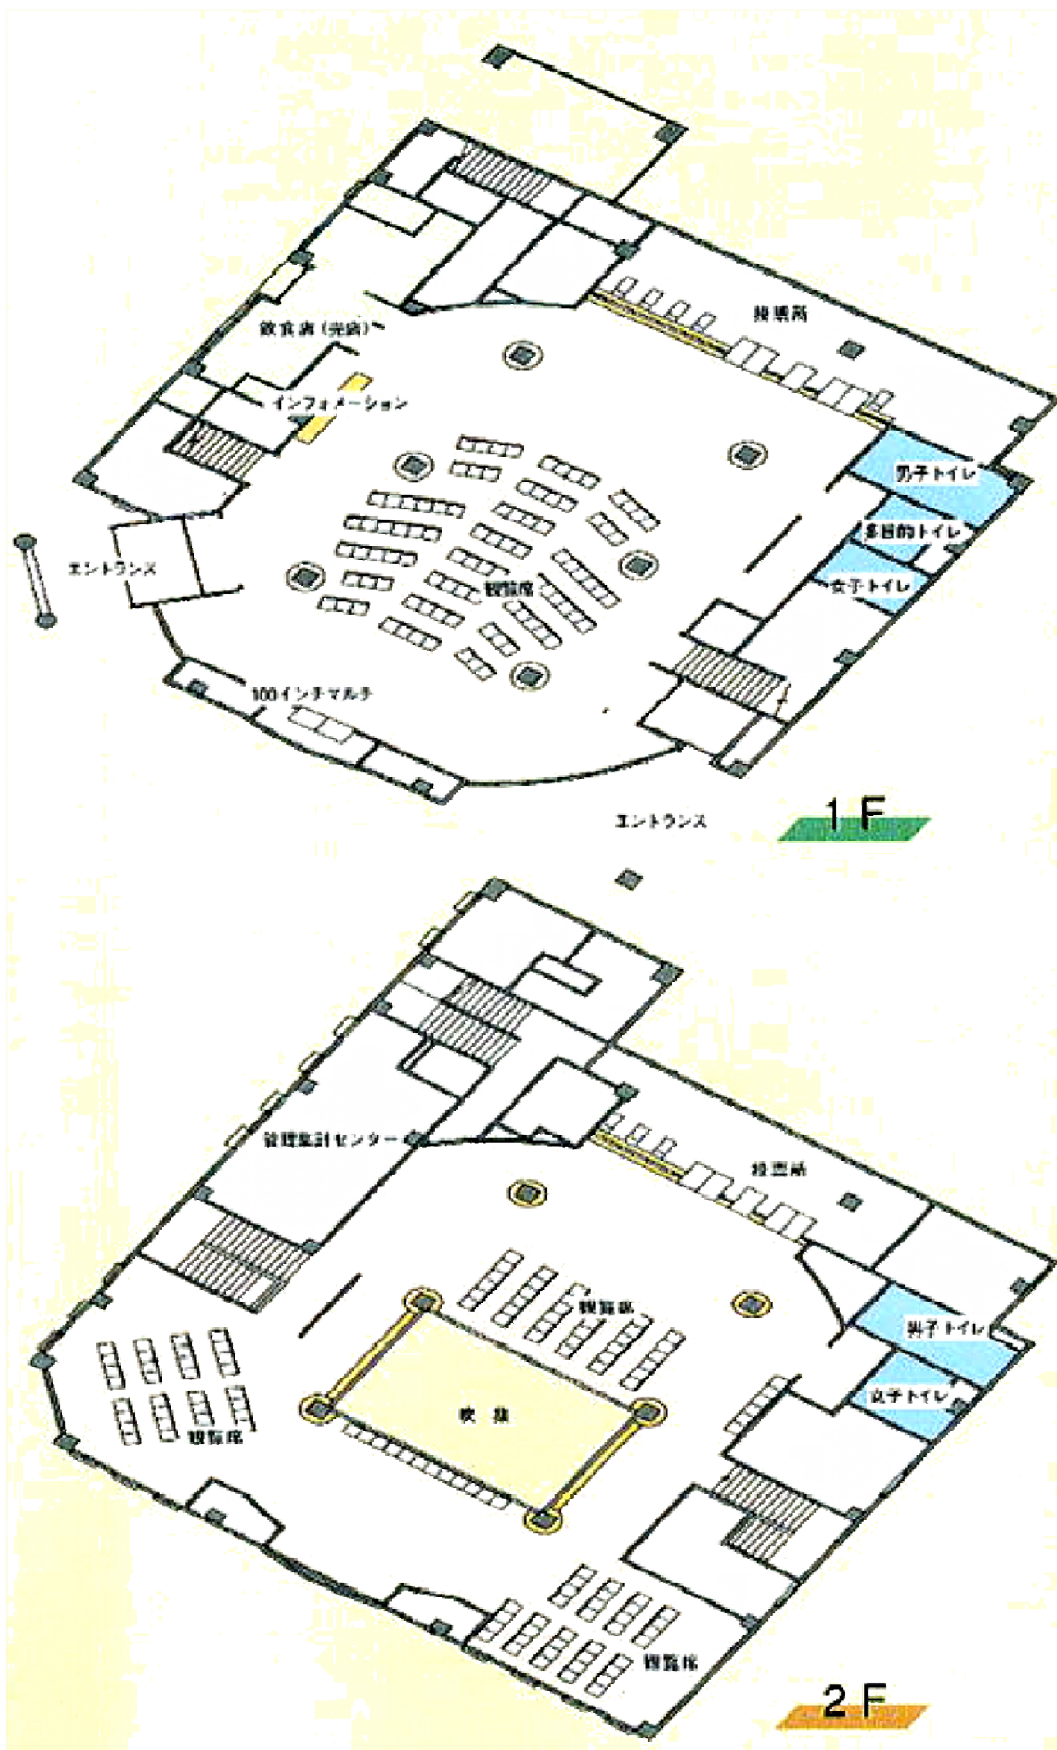 投票所
飲食店(売店)
インフォメーション
男子トイレ
多目的トイレ
女子トイレ
エントランス
観覧席
100インチマルチ
1F
エントランス
管理集計センター
投票所
観覧席
男子トイレ
女子トイレ
吹抜
観覧席
観覧席
2F